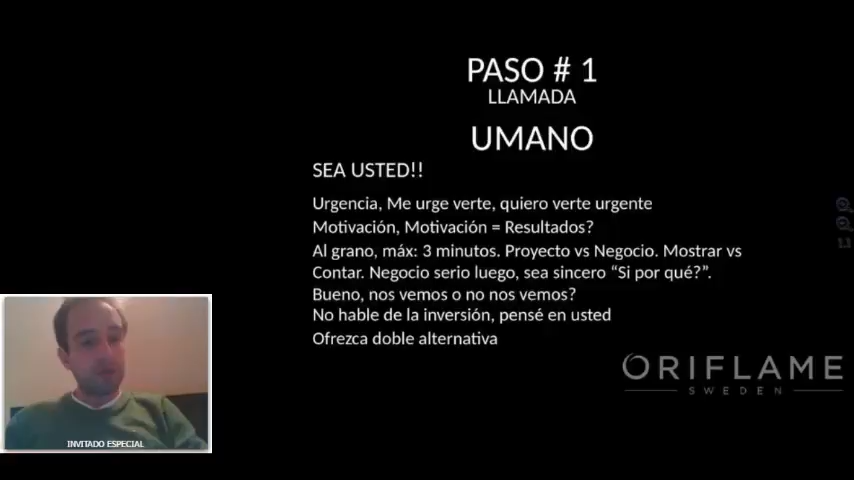 PASO # 1
LLAMADA
UMANO
SEA USTED!!
Urgencia, Me urge verte, quiero verte urgente
Motivación, Motivación = Resultados?
Al grano, máx: 3 minutos. Proyecto vs Negocio. Mostrar vs
Contar. Negocio serio luego, sea sincero “Si por qué?”.
Bueno, nos vemos o no nos vemos?
No hable de la inversión, pensé en usted
Ofrezca doble alternativa
ORIFLAME
SWEDEN
INVITADO ESPECIAL